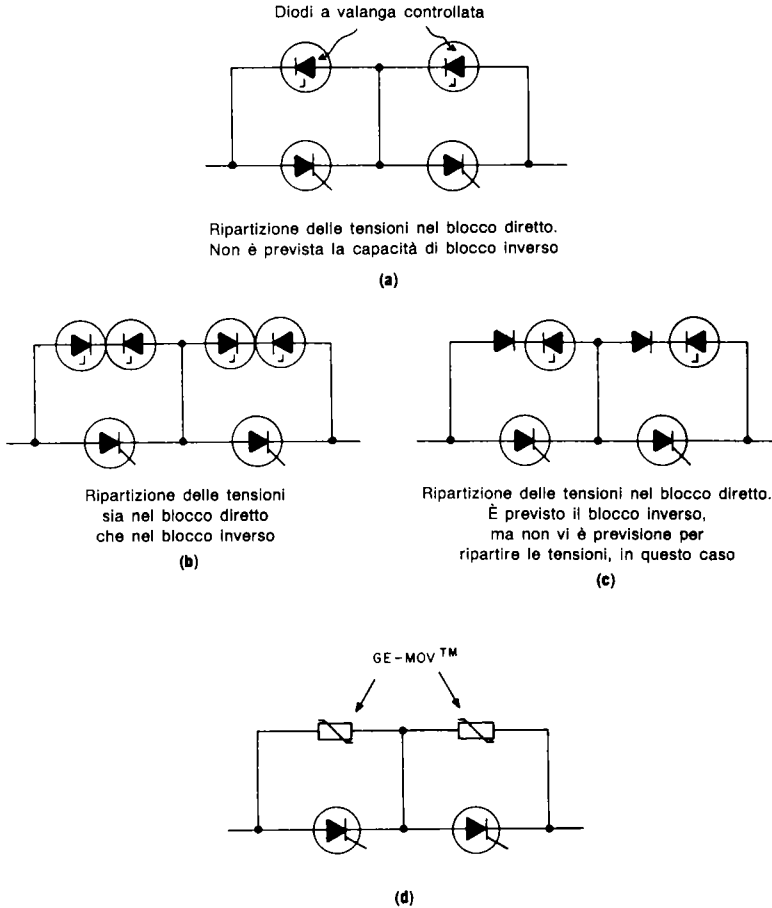 Diodi a valanga controllata
Ripartizione delle tensioni nel blocco diretto.
Non è prevista la capacità di blocco inverso
(a)
Ripartizione delle tensioni
sia nel blocco diretto
che nel blocco inverso
(b)
Ripartizione delle tensioni nel blocco diretto.
È previsto il blocco inverso,
ma non vi è previsione per
ripartire le tensioni, in questo caso
(c)
GE-MOV™
(d)